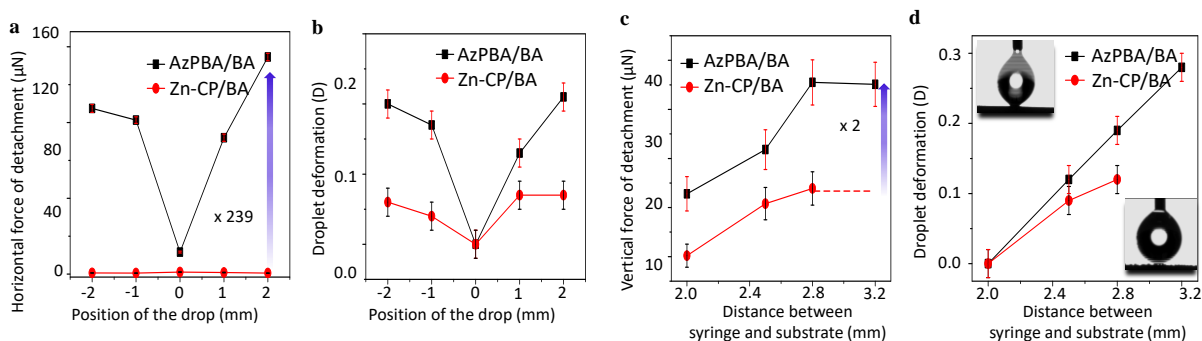 a
Horizontal force of detachment (µN)
160
120
80
40
0
AzPBA/BA
Zn-CP/BA
x 239
-2 -1 0 1 2
Position of the drop (mm)
b
Droplet deformation (D)
0.2
0.1
0.0
AzPBA/BA
Zn-CP/BA
-2 -1 0 1 2
Position of the drop (mm)
c
Vertical force of detachment (µN)
40
30
20
10
AzPBA/BA
Zn-CP/BA
x 2
2.0 2.4 2.8 3.2
Distance between
syringe and substrate (mm)
d
Droplet deformation (D)
0.3
0.2
0.1
0.0
AzPBA/BA
Zn-CP/BA
2.0 2.4 2.8 3.2
Distance between
syringe and substrate (mm)